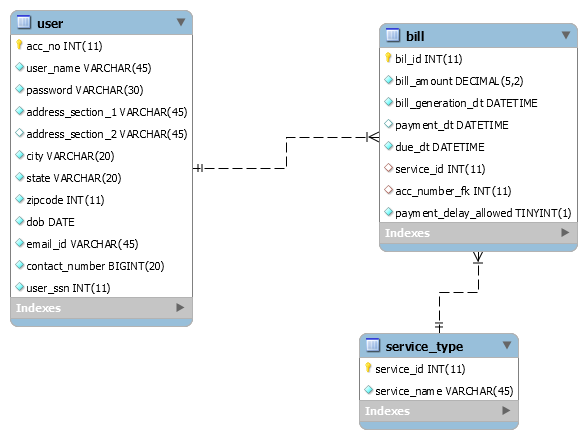 user
acc_no INT(11)
user_name VARCHAR(45)
password VARCHAR(30)
address_section_1 VARCHAR(45)
address_section_2 VARCHAR(45)
city VARCHAR(20)
state VARCHAR(20)
zipcode INT(11)
dob DATE
email_id VARCHAR(45)
contact_number BIGINT(20)
user_ssn INT(11)
Indexes
bill
bil_id INT(11)
bill_amount DECIMAL(5,2)
bill_generation_dt DATETIME
payment_dt DATETIME
due_dt DATETIME
service_id INT(11)
acc_number_fk INT(11)
payment_delay_allowed TINYINT(1)
Indexes
service_type
service_id INT(11)
service_name VARCHAR(45)
Indexes